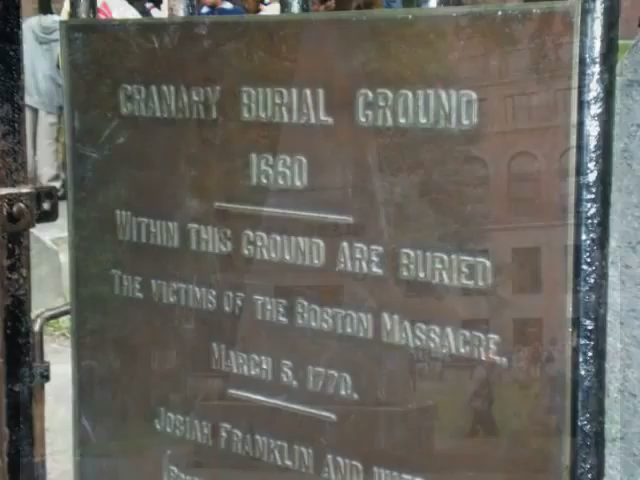 GRANARY BURIAL GROUND
1660
WITHIN THIS GROUND ARE BURIED
THE VICTIMS OF THE BOSTON MASSACRE,
MARCH 5, 1770.
JOSIAH FRANKLIN AND WIFE